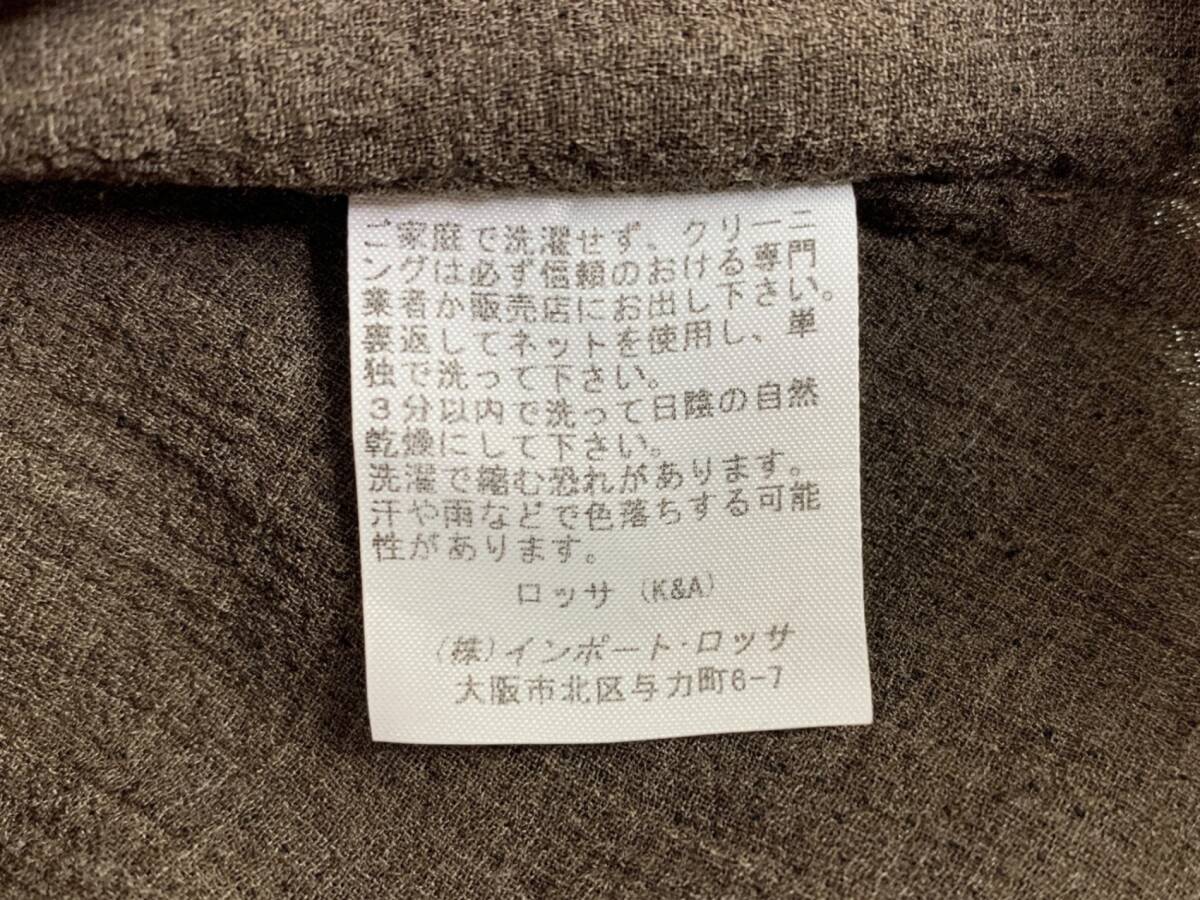 ご家庭で洗濯せず、クリーニ
ングは必ず信頼のおける専門
業者か販売店にお出し下さい。
裏返してネットを使用し、単
独で洗って下さい。
3分以内で洗って日陰の自然
乾燥にして下さい。
洗濯で縮む恐れがあります。
汗や雨などで色落ちする可能
性があります。
ロッサ (K&A)
(株)インポート・ロッサ
大阪市北区与力町6-7